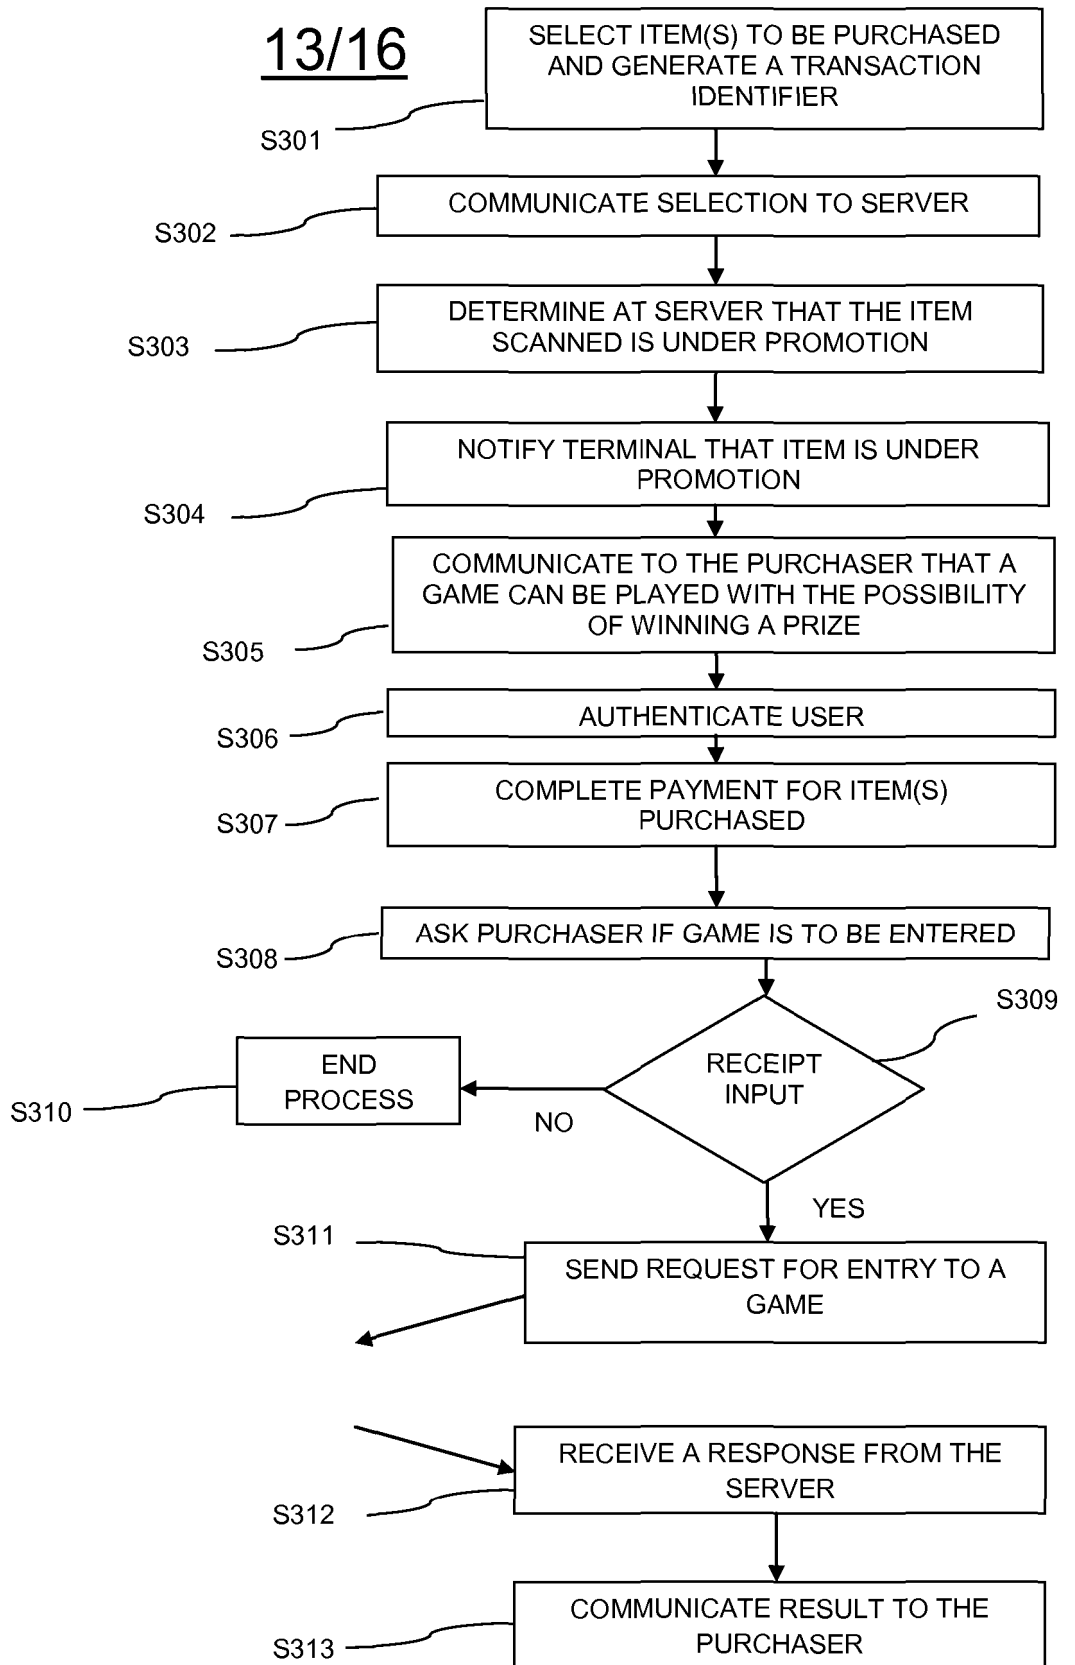 13/16
SELECT ITEM(S) TO BE PURCHASED
AND GENERATE A TRANSACTION
IDENTIFIER
S301
COMMUNICATE SELECTION TO SERVER
S302
DETERMINE AT SERVER THAT THE ITEM
SCANNED IS UNDER PROMOTION
S303
NOTIFY TERMINAL THAT ITEM IS UNDER
PROMOTION
S304
COMMUNICATE TO THE PURCHASER THAT A
GAME CAN BE PLAYED WITH THE POSSIBILITY
OF WINNING A PRIZE
S305
AUTHENTICATE USER
S306
COMPLETE PAYMENT FOR ITEM(S)
PURCHASED
S307
ASK PURCHASER IF GAME IS TO BE ENTERED
S308
S309
RECEIPT
INPUT
END
PROCESS
S310
NO
YES
S311
SEND REQUEST FOR ENTRY TO A
GAME
RECEIVE A RESPONSE FROM THE
SERVER
S312
COMMUNICATE RESULT TO THE
PURCHASER
S313